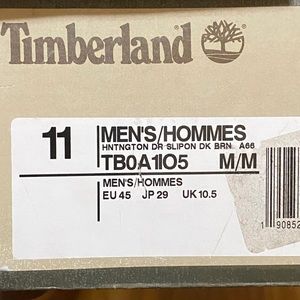 Timberland
11
MEN'S/HOMMES
HNTNGTON DR SLIPON DK BRN A66
TB0A1IO5 M/M
MEN'S/HOMMES
EU 45 JP 29 UK 10.5
190852